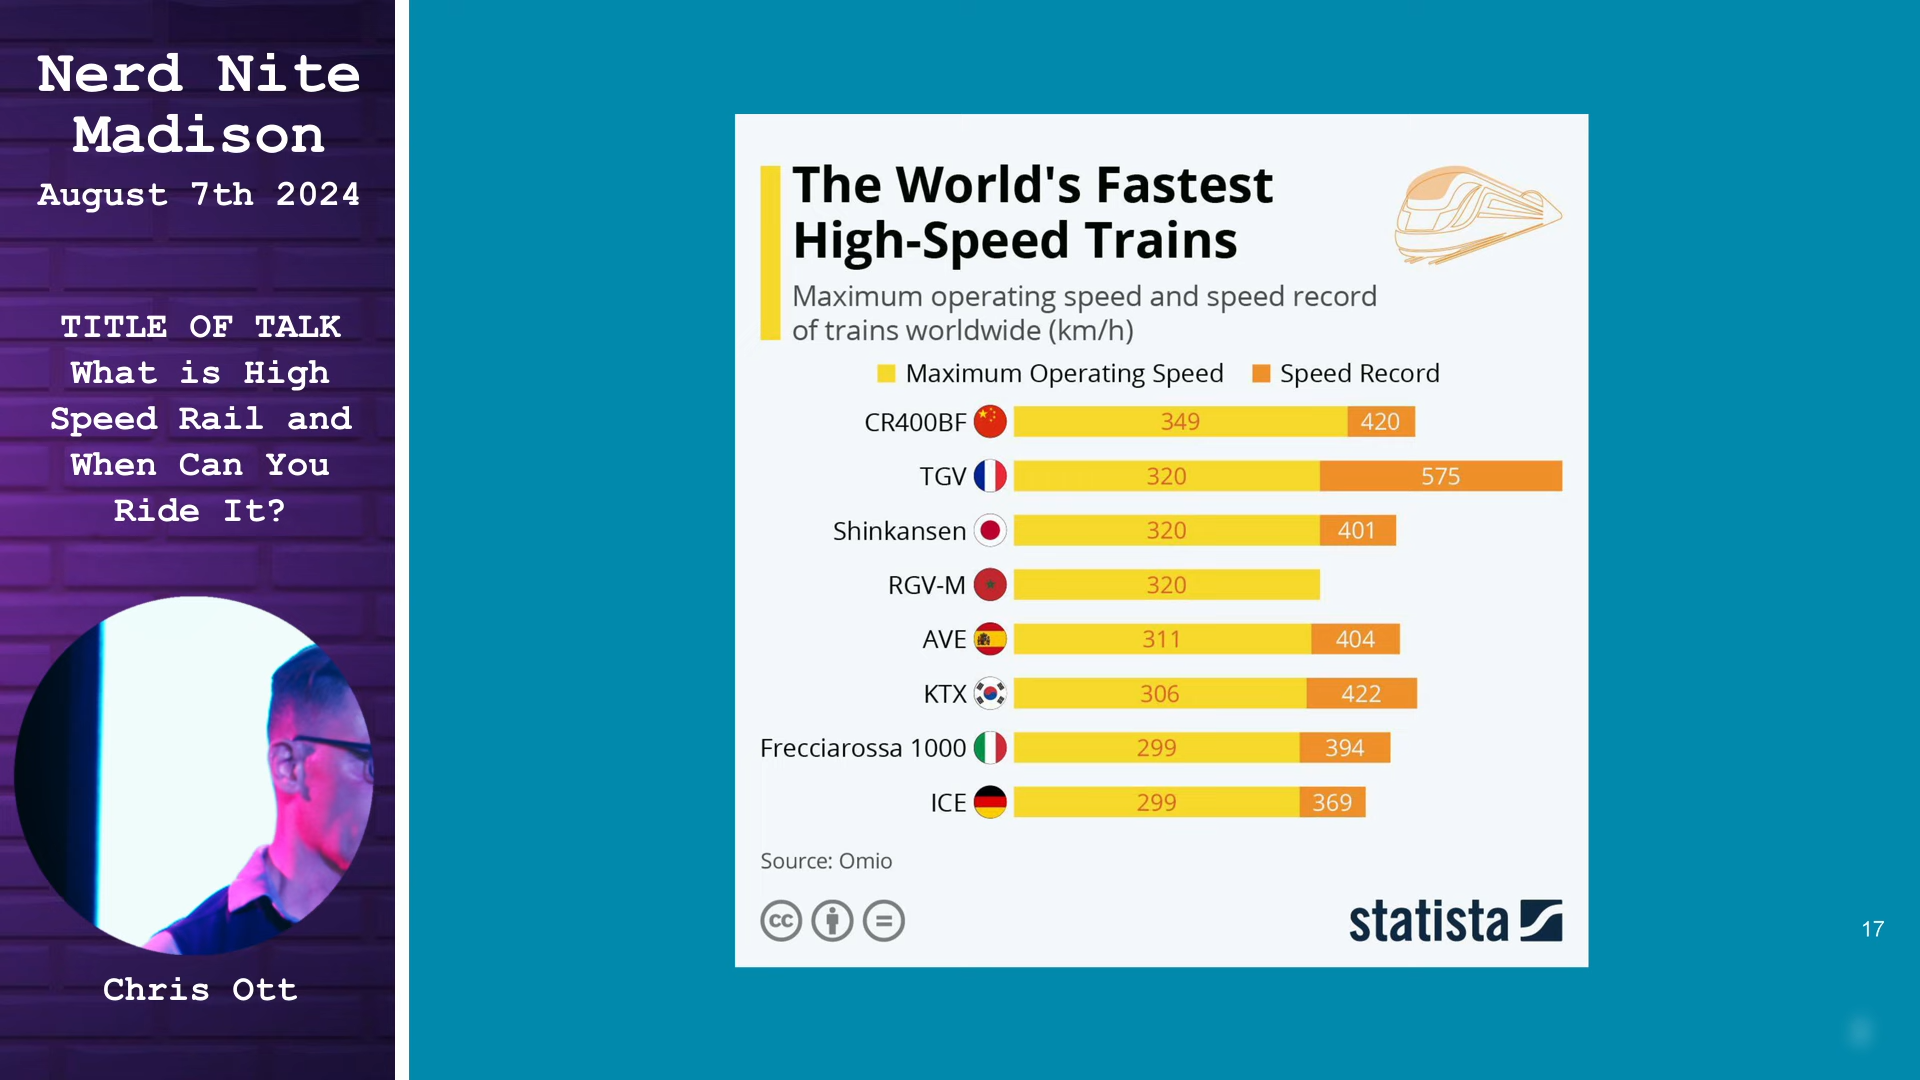 Nerd Nite
Madison
August 7th 2024
TITLE OF TALK
What is High
Speed Rail and
When Can You
Ride It?
Chris Ott
The World's Fastest
High-Speed Trains
Maximum operating speed and speed record
of trains worldwide (km/h)
Maximum Operating Speed Speed Record
CR400BF 349 420
TGV 320 575
Shinkansen 320 401
RGV-M 320
AVE 311 404
KTX 306 422
Frecciarossa 1000 299 394
ICE 299 369
Source: Omio
cc
statista
17